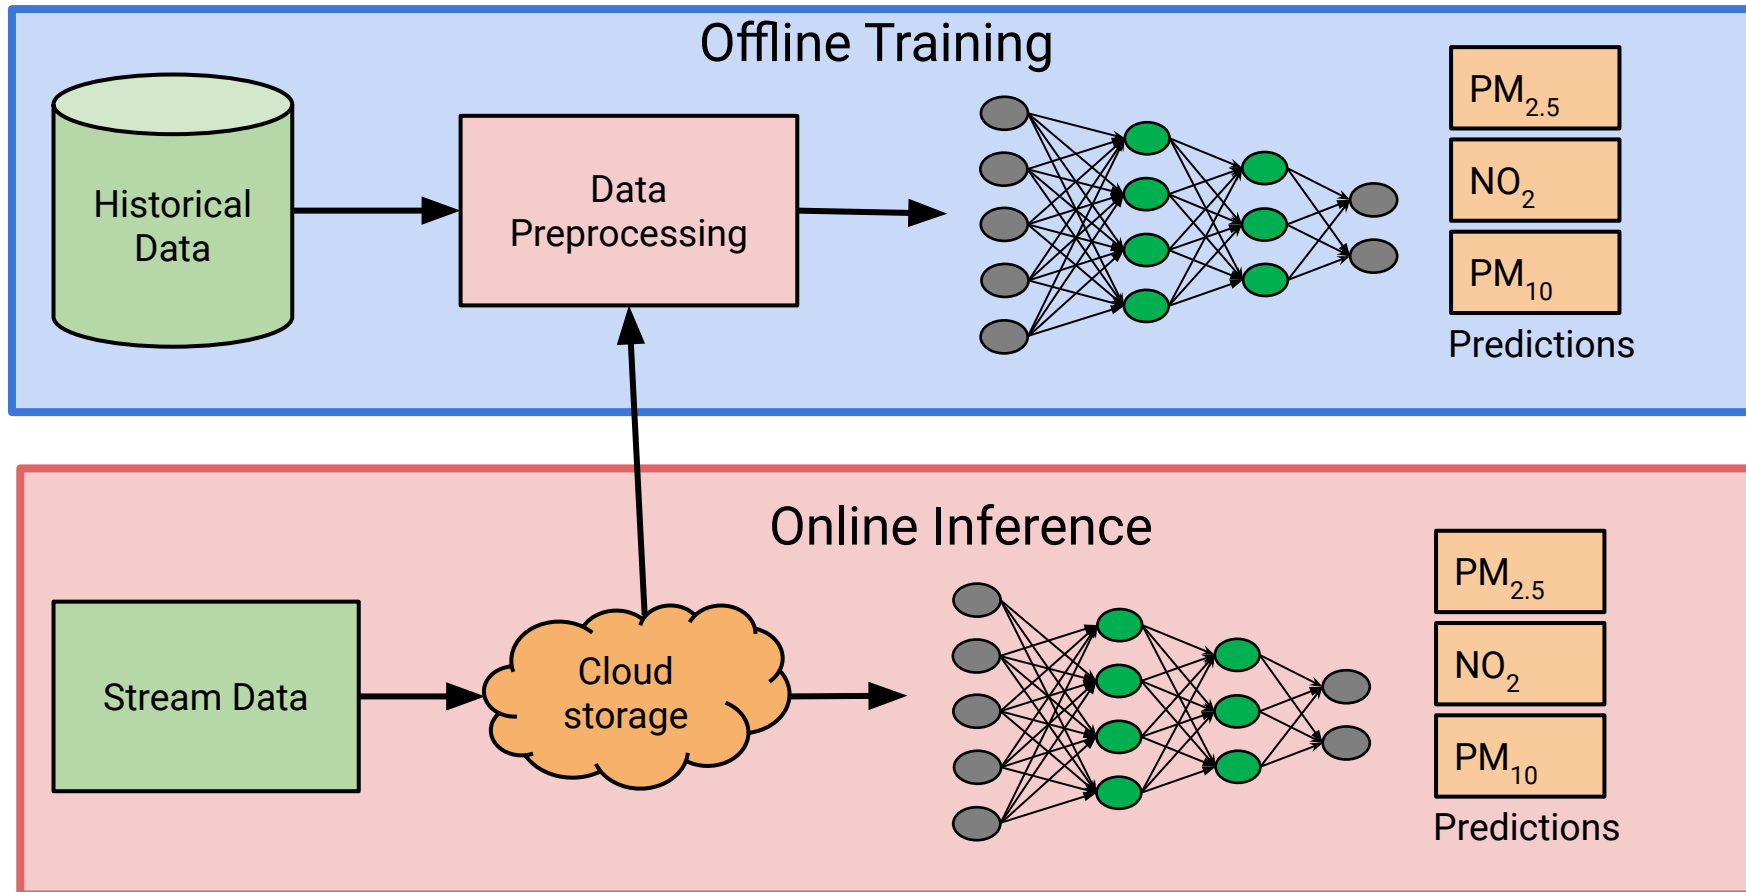 Offline Training
Historical
Data
Data
Preprocessing
PM2.5
NO2
PM10
Predictions
Online Inference
Stream Data
Cloud
storage
PM2.5
NO2
PM10
Predictions